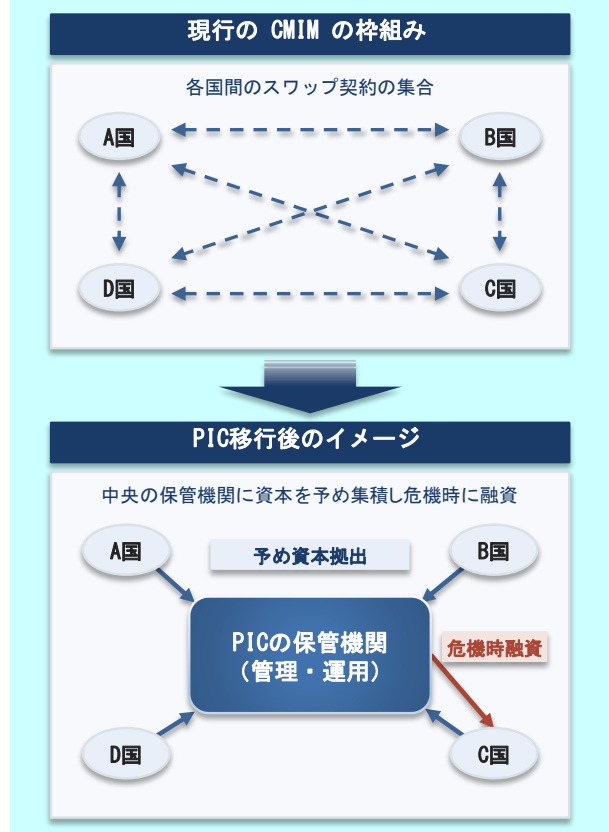 現行の CMIM の枠組み
各国間のスワップ契約の集合
A国
B国
D国
C国
PIC移行後のイメージ
中央の保管機関に資本を予め集積し危機時に融資
A国
予め資本拠出
B国
PICの保管機関
（管理・運用）
危機時融資
D国
C国